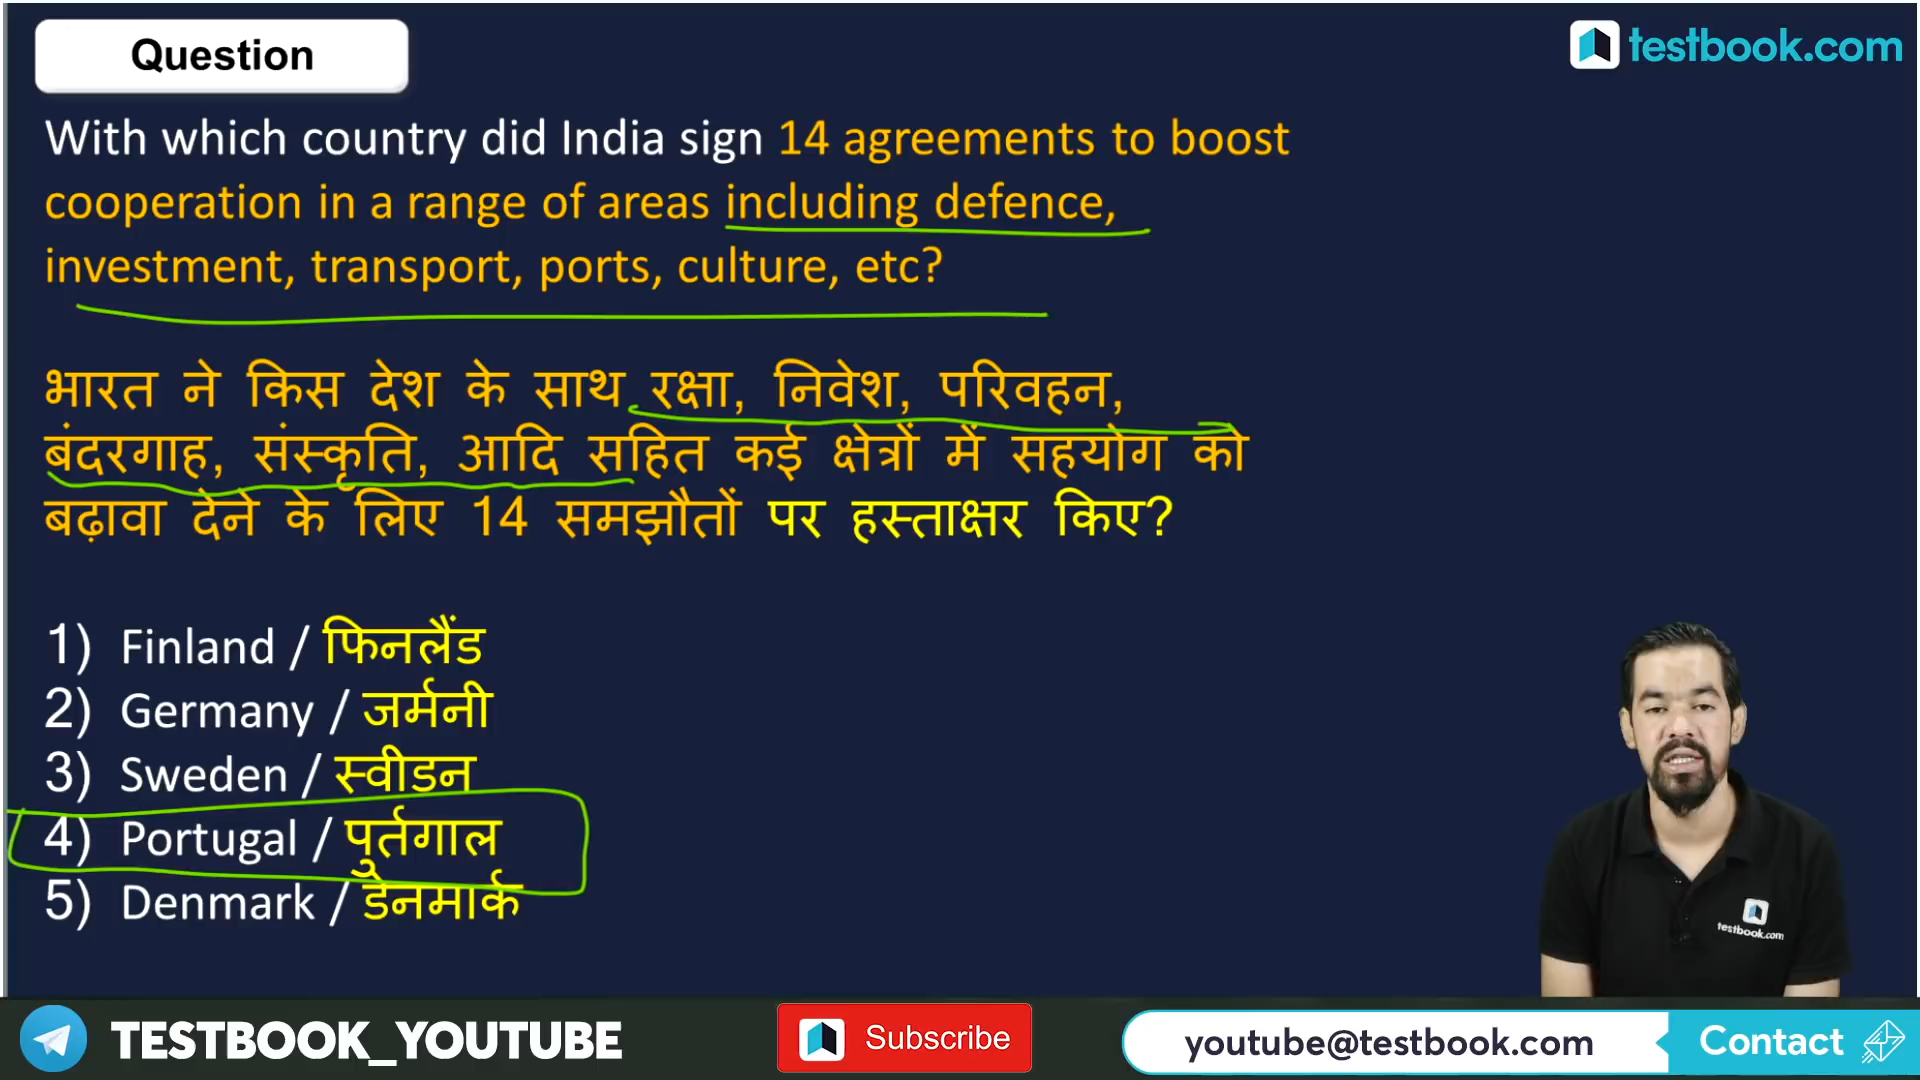 Question
testbook.com
With which country did India sign 14 agreements to boost
cooperation in a range of areas including defence,
investment, transport, ports, culture, etc?
भारत ने किस देश के साथ रक्षा, निवेश, परिवहन,
बंदरगाह, संस्कृति, आदि सहित कई क्षेत्रों में सहयोग को
बढ़ावा देने के लिए 14 समझौतों पर हस्ताक्षर किए?
1) Finland / फिनलैंड
2) Germany / जर्मनी
3) Sweden / स्वीडन
4) Portugal / पुर्तगाल
5) Denmark / डेनमार्क
testbook.com
TESTBOOK_YOUTUBE
Subscribe
youtube@testbook.com
Contact